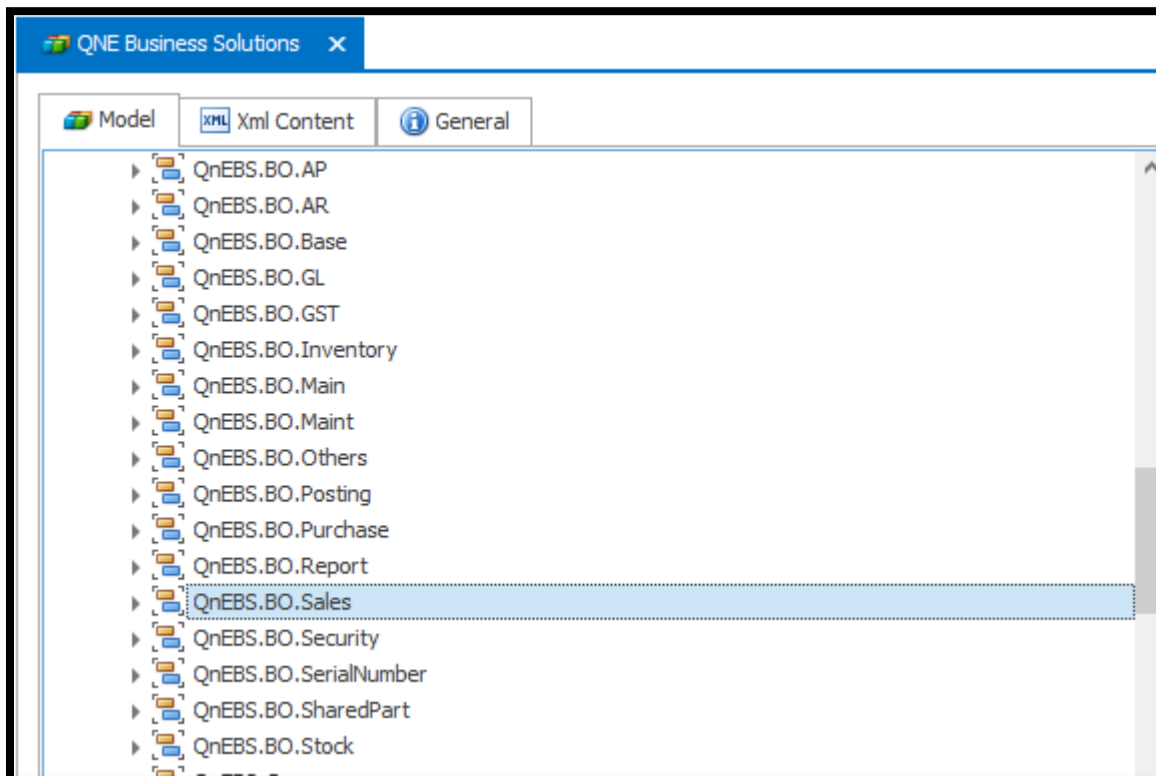 QNE Business Solutions
Model XML Xml Content General
QnEBS.BO.AP
QnEBS.BO.AR
QnEBS.BO.Base
QnEBS.BO.GL
QnEBS.BO.GST
QnEBS.BO.Inventory
QnEBS.BO.Main
QnEBS.BO.Maint
QnEBS.BO.Others
QnEBS.BO.Posting
QnEBS.BO.Purchase
QnEBS.BO.Report
QnEBS.BO.Sales
QnEBS.BO.Security
QnEBS.BO.SerialNumber
QnEBS.BO.SharedPart
QnEBS.BO.Stock